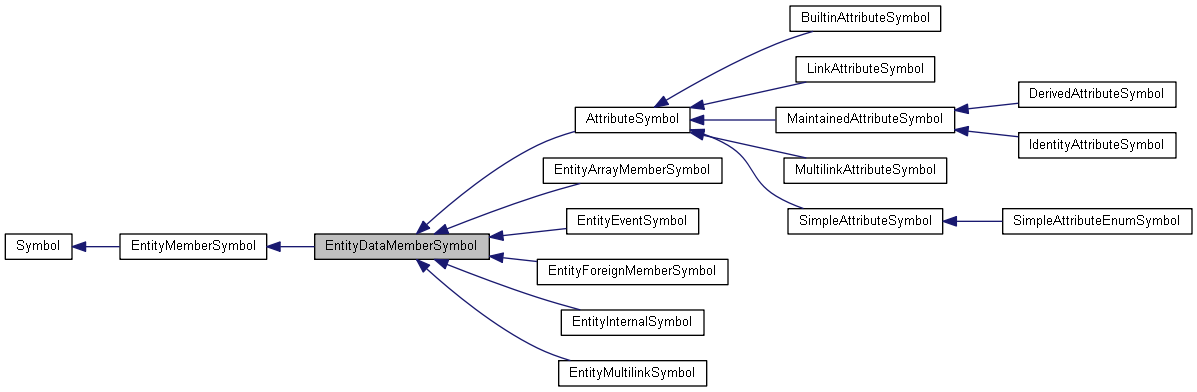 BuiltinAttributeSymbol
LinkAttributeSymbol
DerivedAttributeSymbol
AttributeSymbol
MaintainedAttributeSymbol
IdentityAttributeSymbol
EntityArrayMemberSymbol
MultilinkAttributeSymbol
EntityEventSymbol
SimpleAttributeSymbol
SimpleAttributeEnumSymbol
Symbol
EntityMemberSymbol
EntityDataMemberSymbol
EntityForeignMemberSymbol
EntityInternalSymbol
EntityMultilinkSymbol